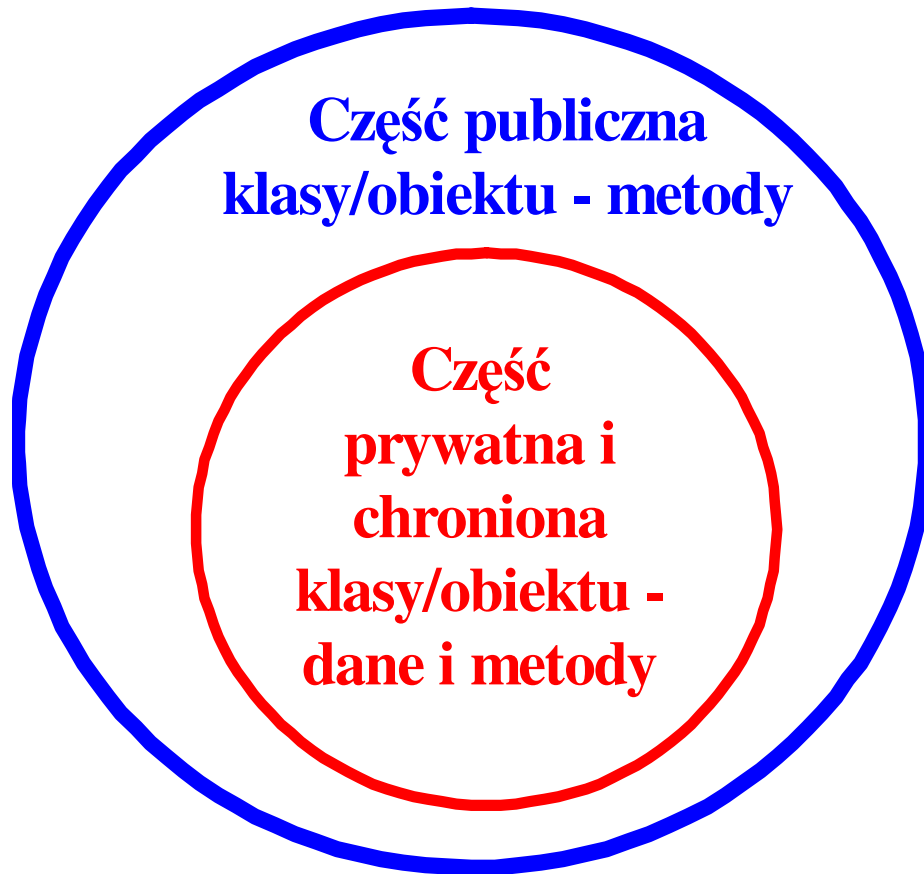 Część publiczna
klasy/obiektu - metody
Część
prywatna i
chroniona
klasy/obiektu -
dane i metody